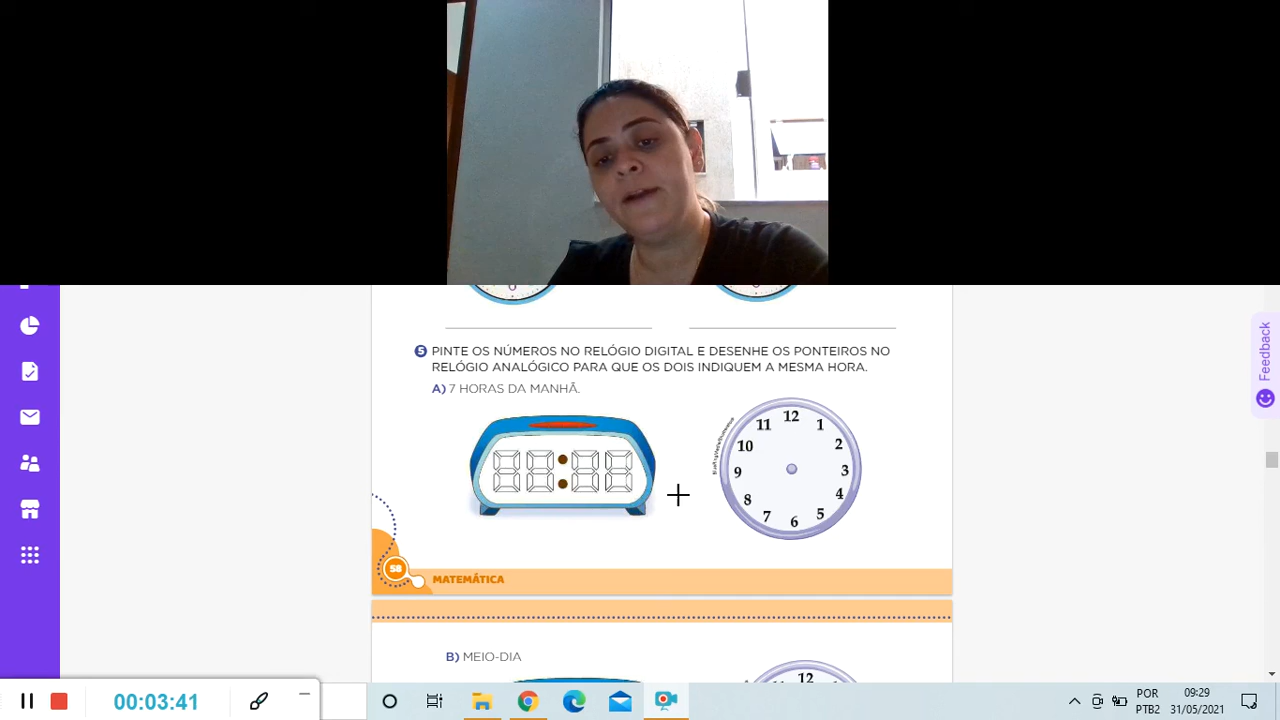 5 PINTE OS NÚMEROS NO RELÓGIO DIGITAL E DESENHE OS PONTEIROS NO
RELÓGIO ANALÓGICO PARA QUE OS DOIS INDIQUEM A MESMA HORA.
A) 7 HORAS DA MANHÃ.
12
11 1
10 2
9 3
8 4
7 5
6
58 MATEMÁTICA
B) MEIO-DIA
12
Feedback
00:03:41
POR
PTB2
09:29
31/05/2021